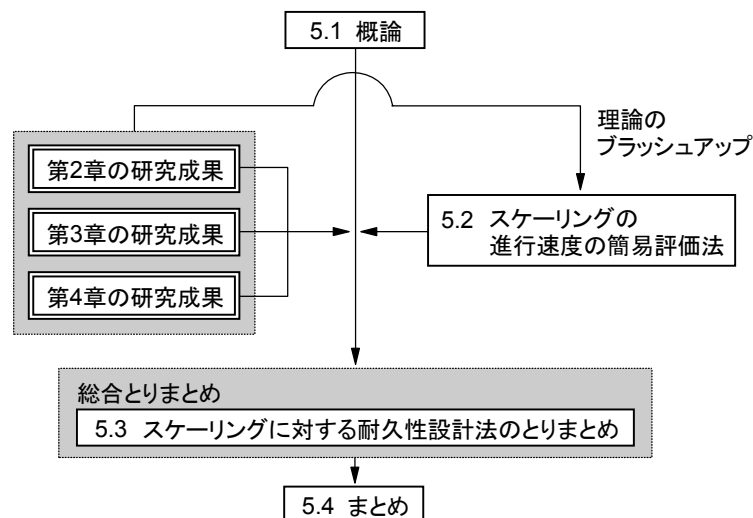 5.1 概論
理論の
ブラッシュアップ
第2章の研究成果
第3章の研究成果
第4章の研究成果
5.2 スケーリングの
進行速度の簡易評価法
総合とりまとめ
5.3 スケーリングに対する耐久性設計法のとりまとめ
5.4 まとめ